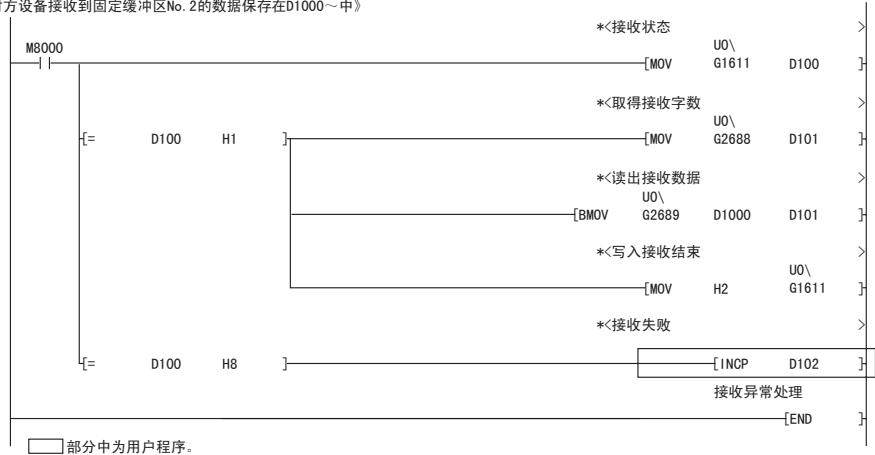 方设备接收到固定缓冲区No.2的数据保存在D1000～中》
*<接收状态 >
M8000
U0\
[MOV G1611 D100 ]
*<取得接收字数 >
U0\
[= D100 H1 ] [MOV G2688 D101 ]
*<读出接收数据 >
U0\
[BMOV G2689 D1000 D101 ]
*<写入接收结束 >
U0\
[MOV H2 G1611 ]
*<接收失败 >
[= D100 H8 ] [INCP D102 ]
接收异常处理
[END ]
部分中为用户程序。